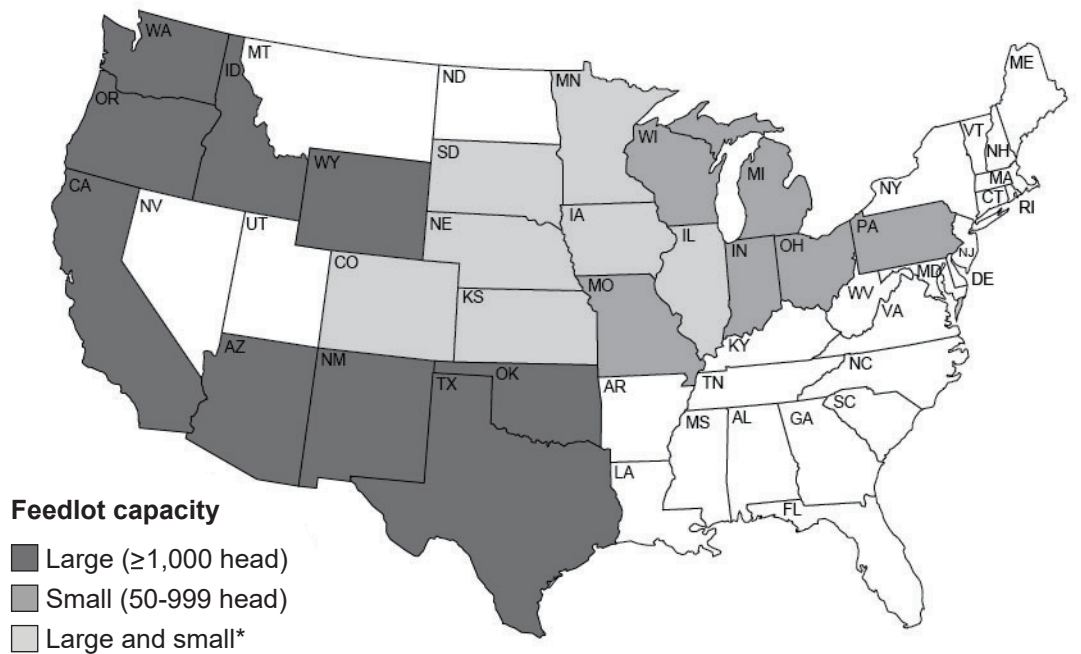 WA
MT
ND
MN
ME
ID
OR
VT
WI
NH
SD
WY
MI
MA
CA
NY
CT
NV
IA
RI
NE
UT
IL
PA
IN
OH
NJ
CO
MD
DE
MO
KS
WV
VA
AZ
KY
NM
NC
OK
TX
TN
AR
SC
MS
AL
GA
LA
FL
Feedlot capacity
Large (≥1,000 head)
Small (50-999 head)
Large and small*